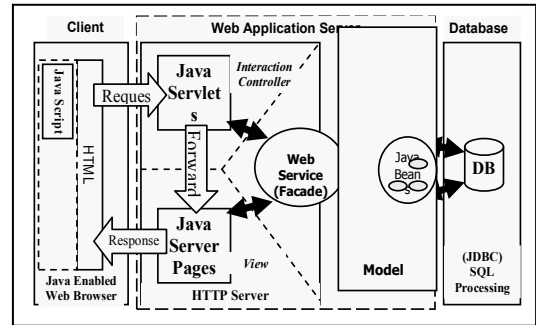 Client
Web Application Server
Database
Java Script
HTML
Reques
Java
Servlet
s
Interaction
Controller
Forward
Web
Service
(Facade)
Java
Bean
s
DB
Response
Java
Server
Pages
View
Model
(JDBC)
SQL
Processing
Java Enabled
Web Browser
HTTP Server